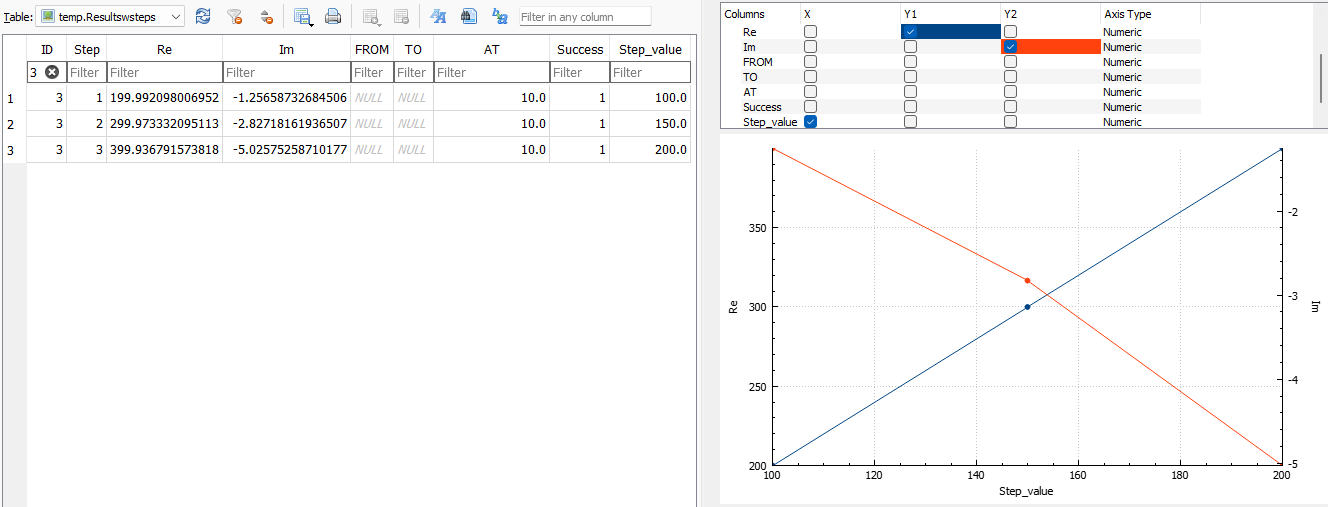 Table: temp.Resultswsteps Filter in any column
ID Step Re Im FROM TO AT Success Step_value
3 Filter Filter Filter Filter Filter Filter Filter Filter
1 3 1 199.992098006952 -1.25658732684506 NULL NULL 10.0 1 100.0
2 3 2 299.973332095113 -2.82718161936507 NULL NULL 10.0 1 150.0
3 3 3 399.936791573818 -5.02575258710177 NULL NULL 10.0 1 200.0
Columns X Y1 Y2 Axis Type
Re Numeric
Im Numeric
FROM Numeric
TO Numeric
AT Numeric
Success Numeric
Step_value Numeric
350
300
250
200
Re
-2
-3
-4
-5
Im
100 120 140 160 180 200
Step_value